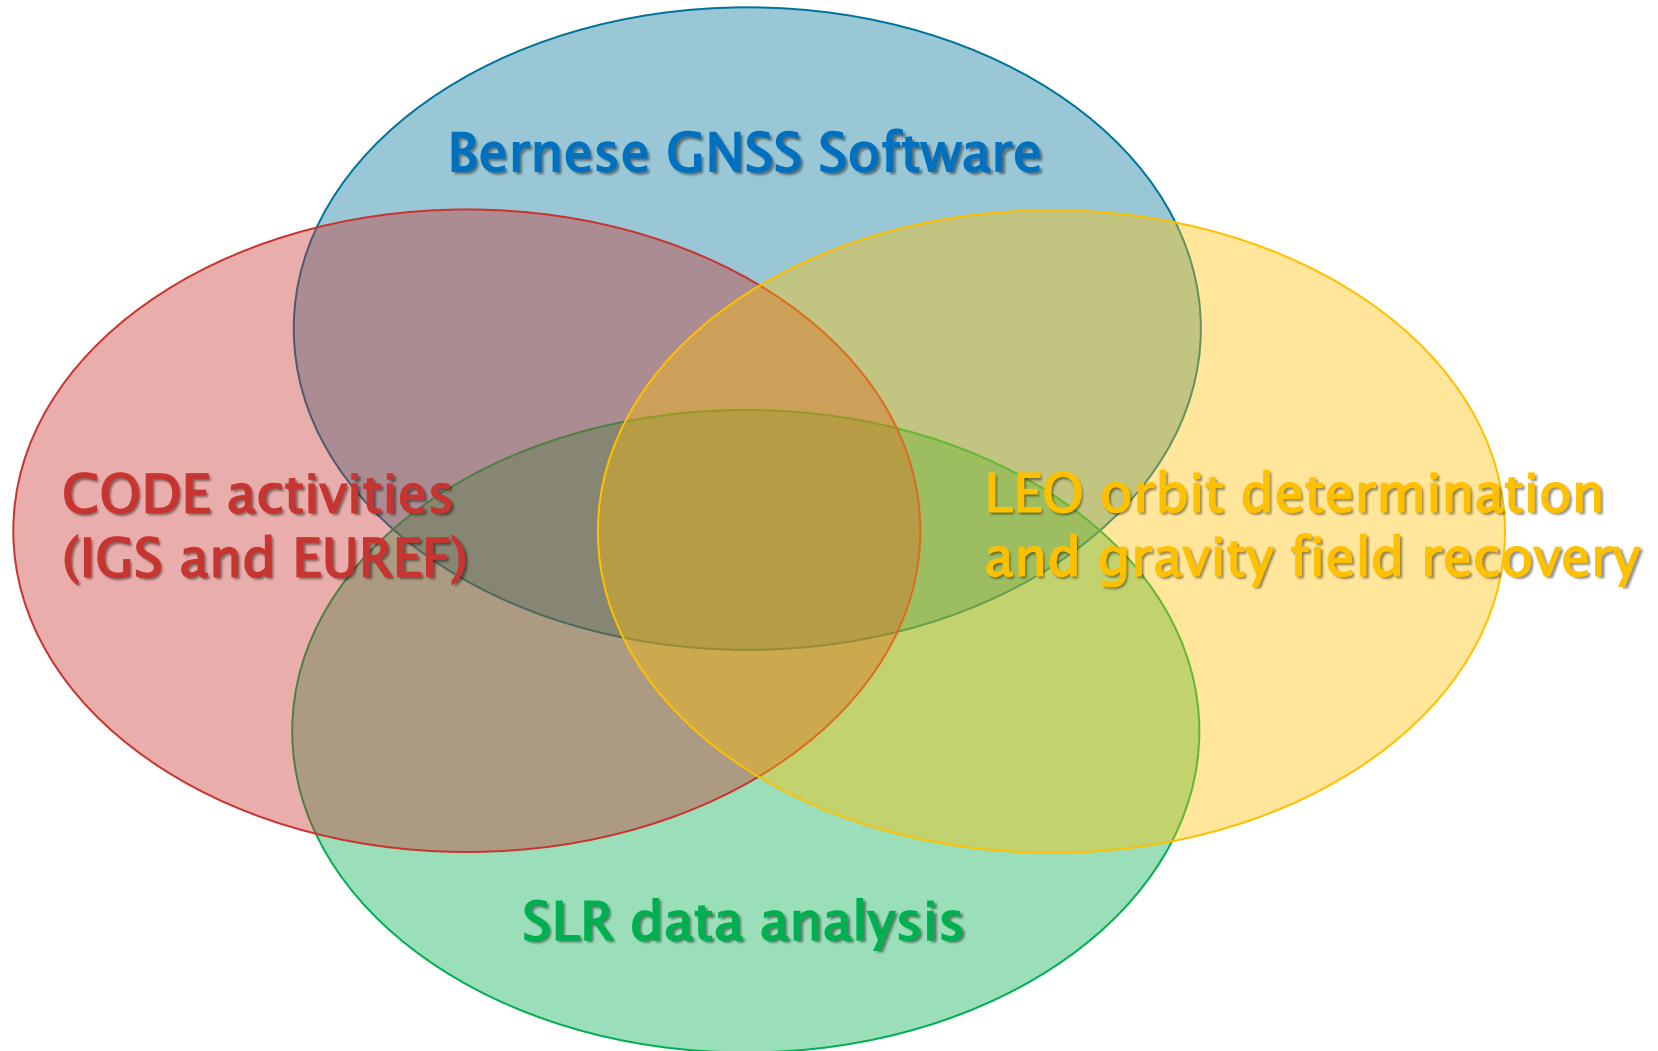 Bernese GNSS Software
CODE activities
(IGS and EUREF)
LEO orbit determination
and gravity field recovery
SLR data analysis